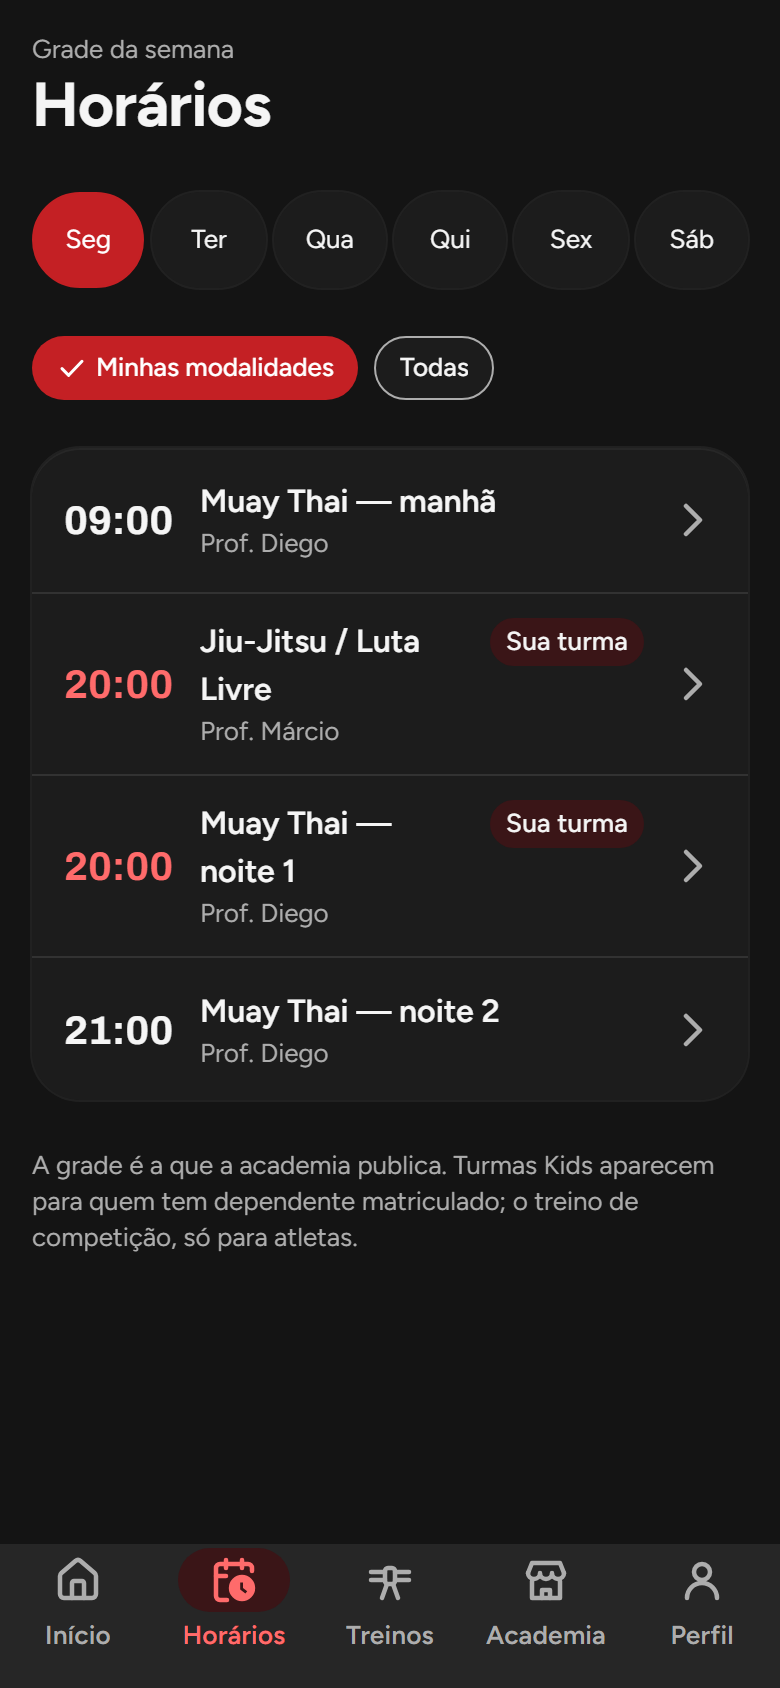 Grade da semana
Horários
Seg Ter Qua Qui Sex Sáb
Minhas modalidades Todas
09:00 Muay Thai — manhã
Prof. Diego
20:00 Jiu-Jitsu / Luta Sua turma
Livre
Prof. Márcio
20:00 Muay Thai — Sua turma
noite 1
Prof. Diego
21:00 Muay Thai — noite 2
Prof. Diego
A grade é a que a academia publica. Turmas Kids aparecem
para quem tem dependente matriculado; o treino de
competição, só para atletas.
Início Horários Treinos Academia Perfil